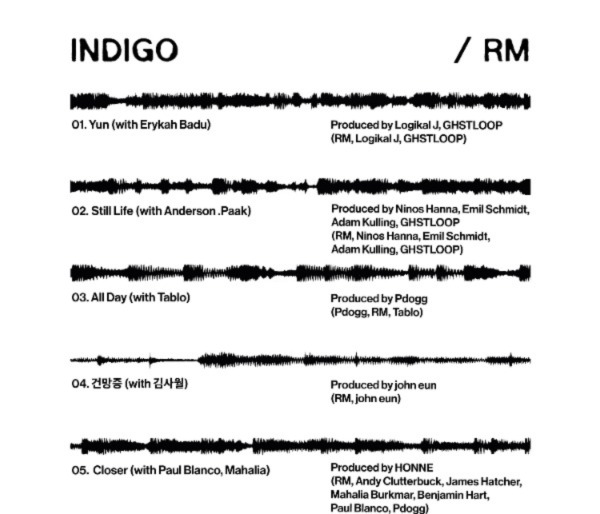 INDIGO / RM
01. Yun (with Erykah Badu)
Produced by Logikal J, GHSTLOOP
(RM, Logikal J, GHSTLOOP)
02. Still Life (with Anderson .Paak)
Produced by Ninos Hanna, Emil Schmidt,
Adam Kulling, GHSTLOOP
(RM, Ninos Hanna, Emil Schmidt,
Adam Kulling, GHSTLOOP)
03. All Day (with Tablo)
Produced by Pdogg
(Pdogg, RM, Tablo)
04. 건망증 (with 김사월)
Produced by john eun
(RM, john eun)
05. Closer (with Paul Blanco, Mahalia)
Produced by HONNE
(RM, Andy Clutterbuck, James Hatcher,
Mahalia Burkmar, Benjamin Hart,
Paul Blanco, Pdogg)